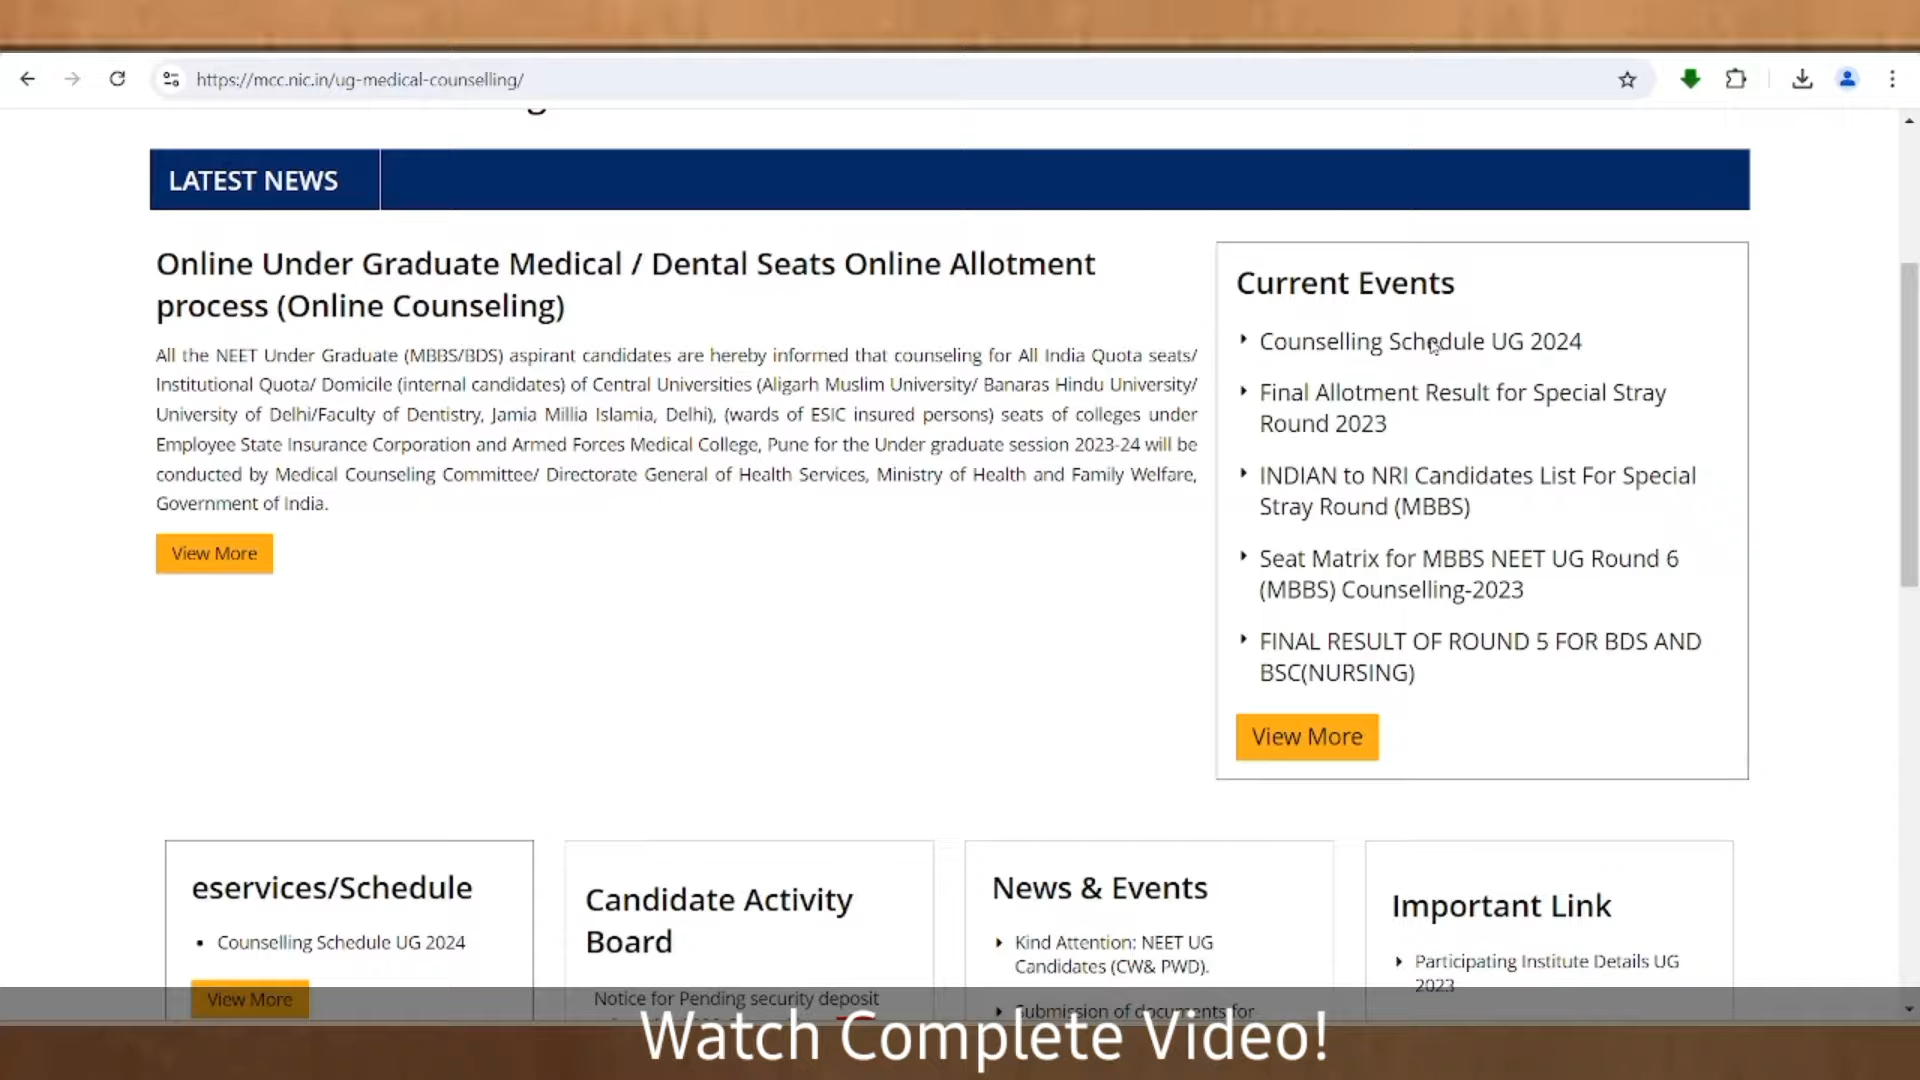 https://mcc.nic.in/ug-medical-counselling/
LATEST NEWS
Online Under Graduate Medical / Dental Seats Online Allotment
process (Online Counseling)
All the NEET Under Graduate (MBBS/BDS) aspirant candidates are hereby informed that counseling for All India Quota seats/
Institutional Quota/ Domicile (internal candidates) of Central Universities (Aligarh Muslim University/ Banaras Hindu University/
University of Delhi/Faculty of Dentistry, Jamia Millia Islamia, Delhi), (wards of ESIC insured persons) seats of colleges under
Employee State Insurance Corporation and Armed Forces Medical College, Pune for the Under graduate session 2023-24 will be
conducted by Medical Counseling Committee/ Directorate General of Health Services, Ministry of Health and Family Welfare,
Government of India.
View More
Current Events
Counselling Schedule UG 2024
Final Allotment Result for Special Stray
Round 2023
INDIAN to NRI Candidates List For Special
Stray Round (MBBS)
Seat Matrix for MBBS NEET UG Round 6
(MBBS) Counselling-2023
FINAL RESULT OF ROUND 5 FOR BDS AND
BSC(NURSING)
View More
eservices/Schedule
Counselling Schedule UG 2024
View More
Candidate Activity
Board
Notice for Pending security deposit
News & Events
Kind Attention: NEET UG
Candidates (CW& PWD).
Submission of documents for
Important Link
Participating Institute Details UG
2023
Watch Complete Video!